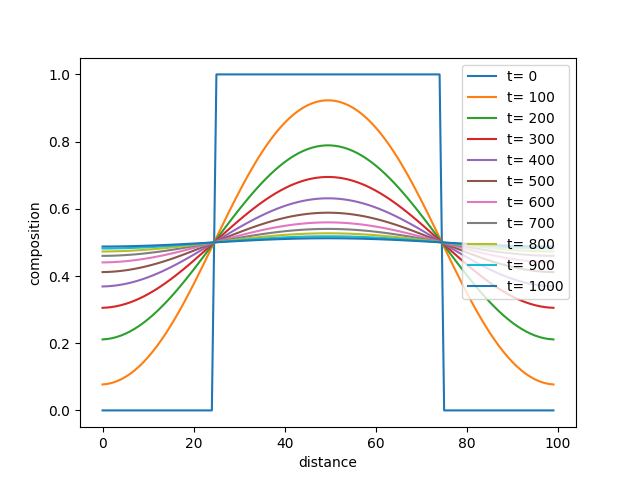 1.0
0.8
0.6
0.4
0.2
0.0
composition
0
20
40
60
80
100
distance
t= 0
t= 100
t= 200
t= 300
t= 400
t= 500
t= 600
t= 700
t= 800
t= 900
t= 1000